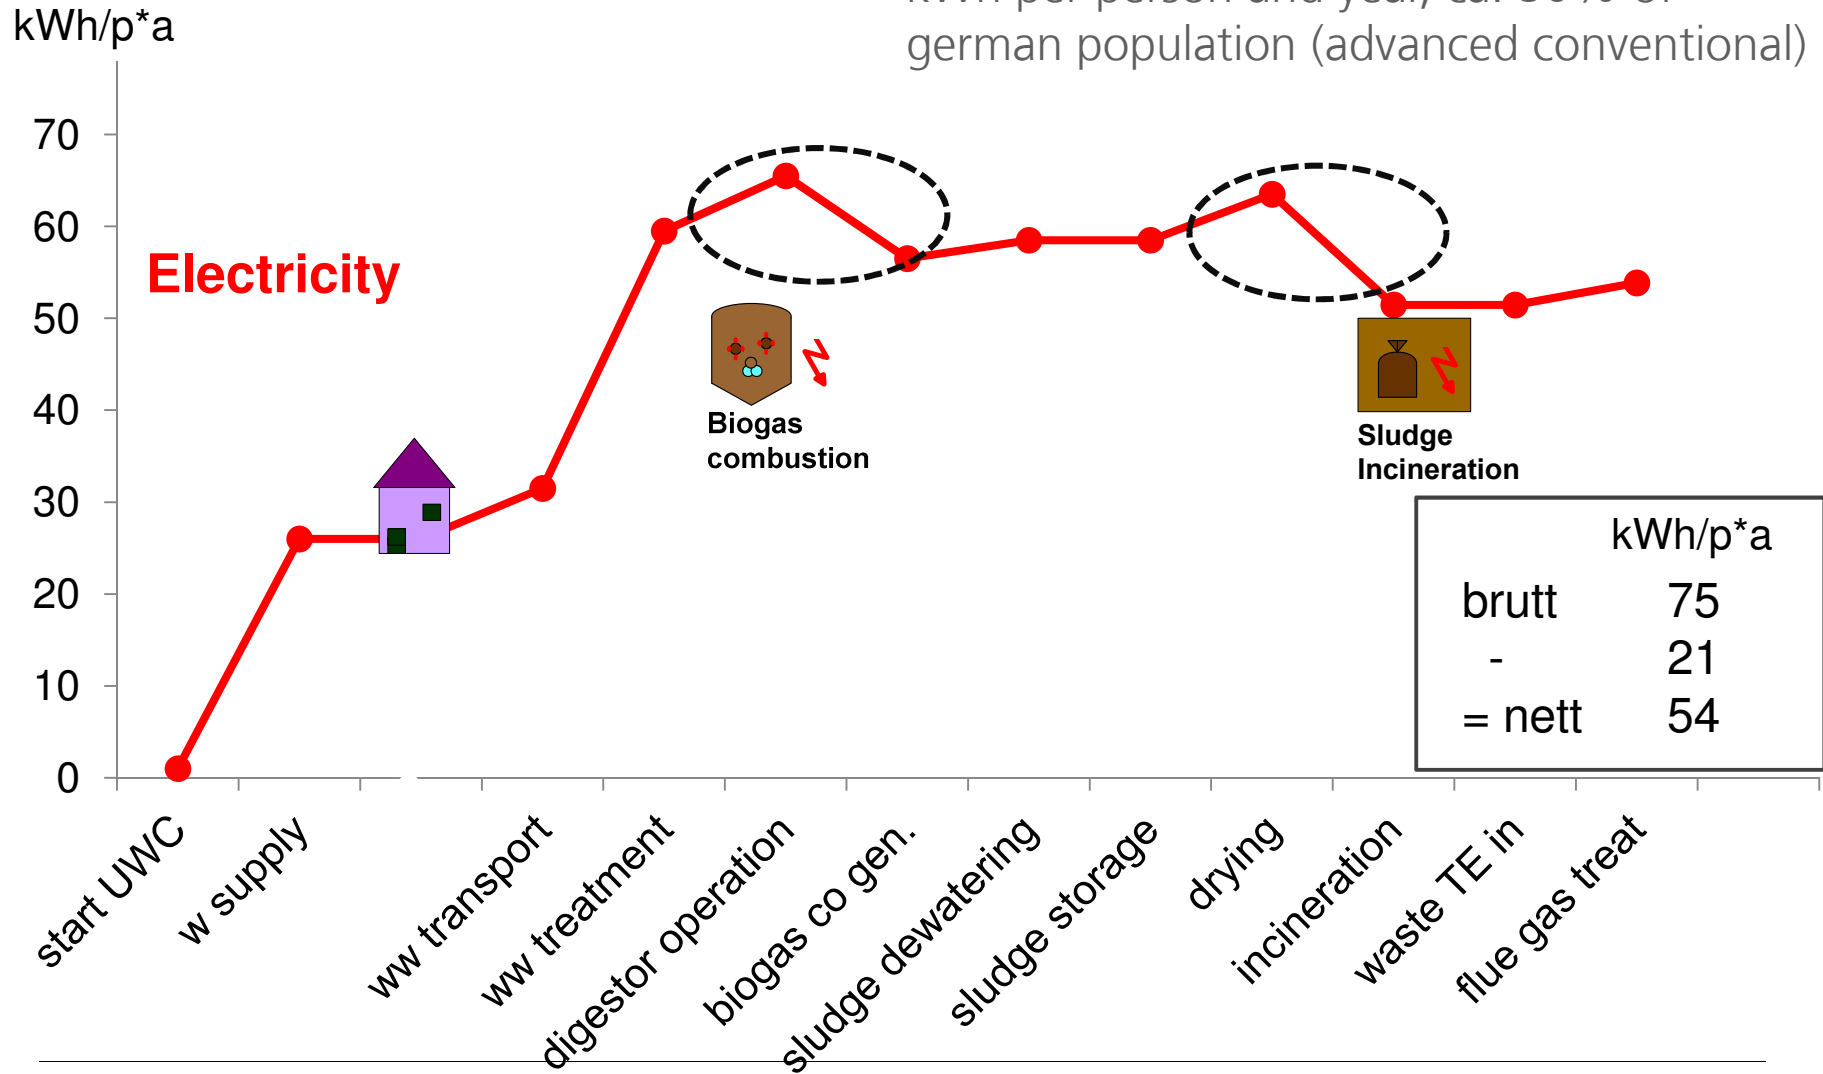 kWh/p*a
german population (advanced conventional)
70
60
50
40
30
20
10
0
Electricity
Biogas
combustion
Sludge
Incineration
kWh/p*a
brutt 75
- 21
= nett 54
start UWC
w supply
ww transport
ww treatment
digestor operation
biogas co gen.
sludge dewatering
sludge storage
drying
incineration
waste TE in
flue gas treat